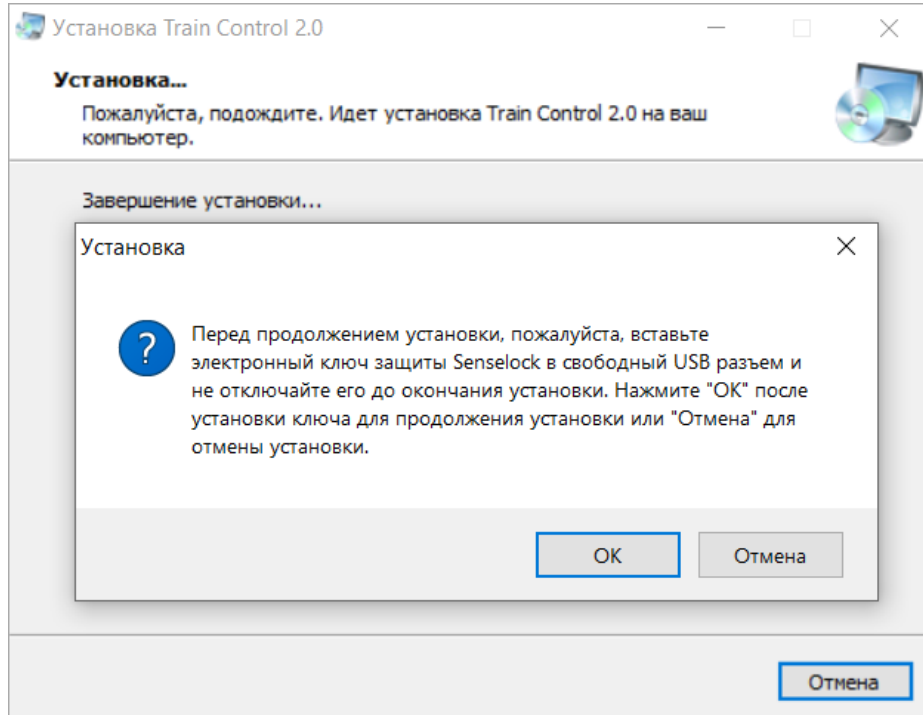 Установка Train Control 2.0
Установка...
Пожалуйста, подождите. Идет установка Train Control 2.0 на ваш
компьютер.
Завершение установки...
Установка
Перед продолжением установки, пожалуйста, вставьте
электронный ключ защиты Senselock в свободный USB разъем и
не отключайте его до окончания установки. Нажмите "ОК" после
установки ключа для продолжения установки или "Отмена" для
отмены установки.
ОК
Отмена
Отмена